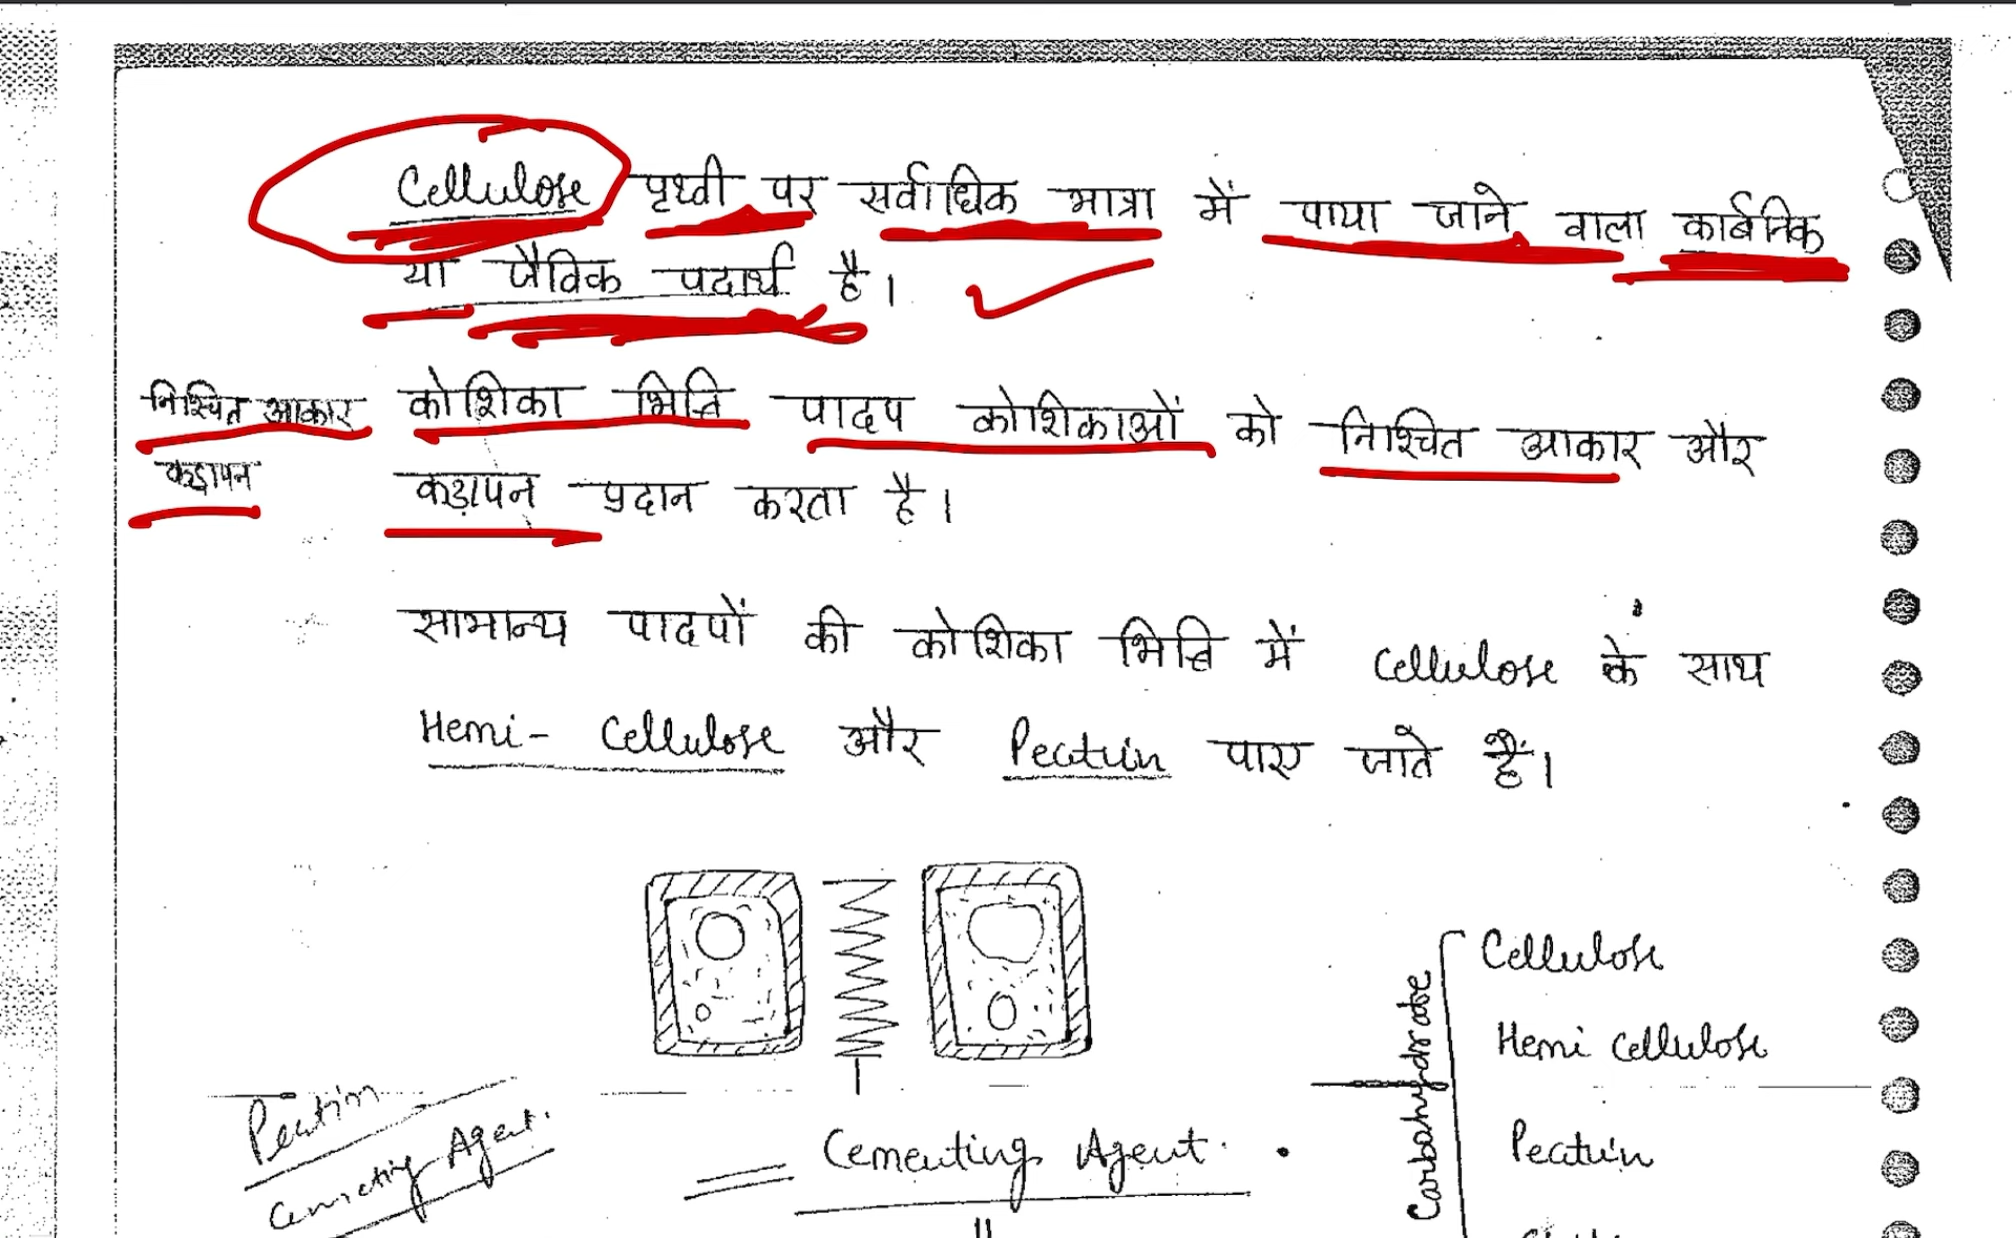 Cellulose पृथ्वी पर सर्वाधिक मात्रा में पाया जाने वाला कार्बनिक
या जैविक पदार्थ है।
निश्चित आकार
कड़ापन
कोशिका भित्ति पादप कोशिकाओं को निश्चित आकार और
कड़ापन प्रदान करता है।
सामान्य पादपों की कोशिका भित्ति में Cellulose के साथ
Hemi- Cellulose और Pectin पाए जाते हैं।
Carbohydrate
Cellulose
Hemi Cellulose
Pectin
Pectin
Cementing Agent.
= Cementing Agent.